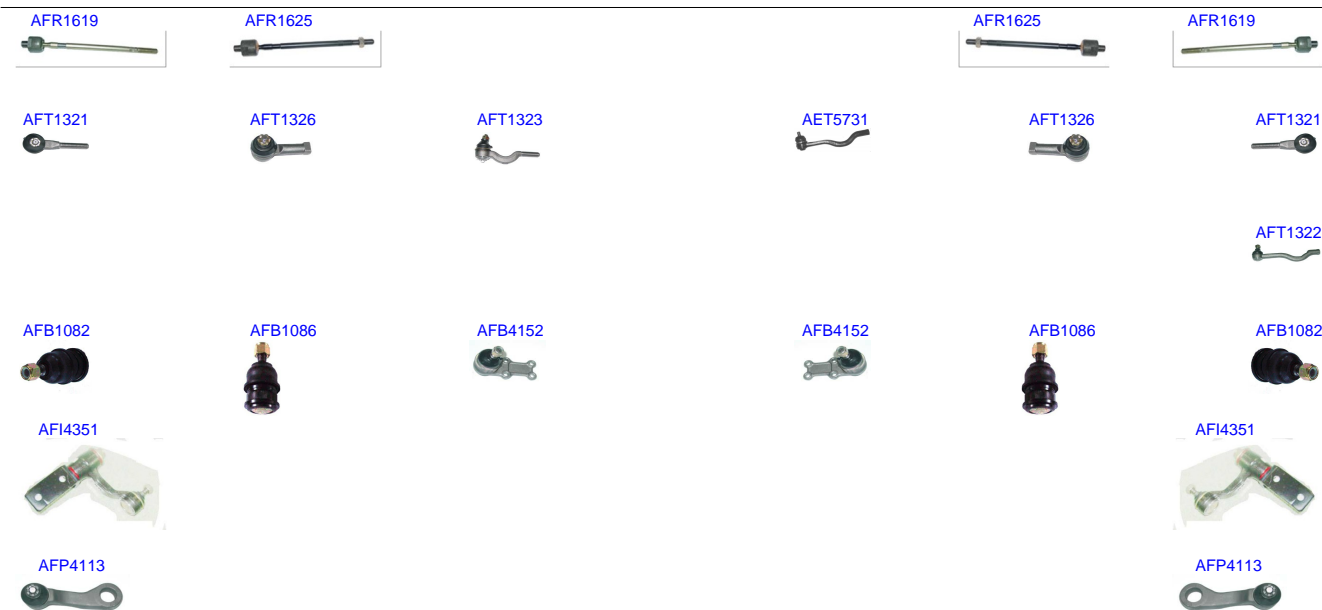 AFR1619 AFR1625 AFR1625 AFR1619
AFT1321 AFT1326 AFT1323 AET5731 AFT1326 AFT1321
AFT1322
AFB1082 AFB1086 AFB4152 AFB4152 AFB1086 AFB1082
AFI4351 AFI4351
AFP4113 AFP4113